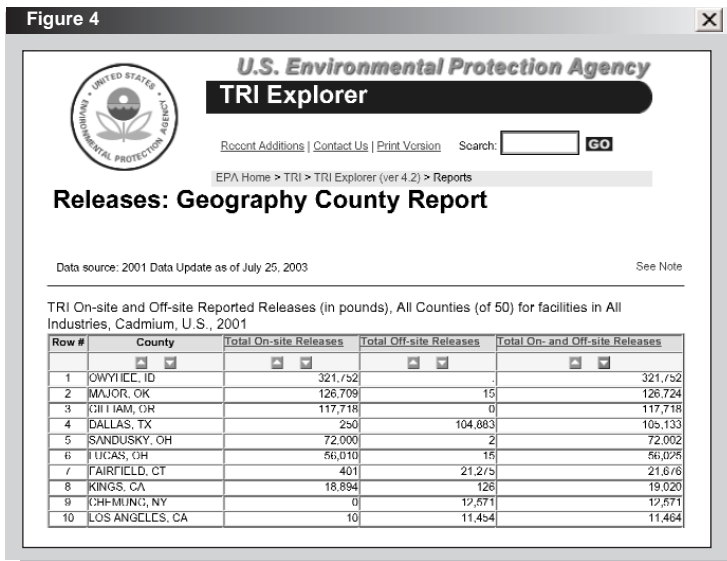 Figure 4
U.S. Environmental Protection Agency
TRI Explorer
UNITED STATES
ENVIRONMENTAL PROTECTION AGENCY
Recent Additions | Contact Us | Print Version Search: GO
EPA Home > TRI > TRI Explorer (ver 4.2) > Reports
Releases: Geography County Report
Data source: 2001 Data Update as of July 25, 2003 See Note
TRI On-site and Off-site Reported Releases (in pounds), All Counties (of 50) for facilities in All
Industries, Cadmium, U.S., 2001
Row # County Total On-site Releases Total Off-site Releases Total On- and Off-site Releases
1 OWYHEE, ID 321,752 . 321,752
2 MAJOR, OK 126,709 15 126,724
3 GILLIAM, OR 117,718 0 117,718
4 DALLAS, TX 250 104,883 105,133
5 SANDUSKY, OH 72,000 2 72,002
6 LUCAS, OH 56,010 15 56,025
7 FAIRFIELD, CT 401 21,275 21,676
8 KINGS, CA 18,894 126 19,020
9 CHEMUNG, NY 0 12,571 12,571
10 LOS ANGELES, CA 10 11,454 11,464